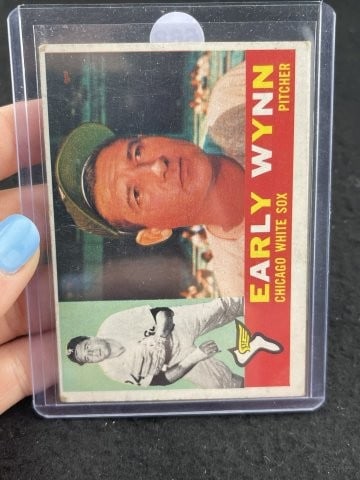 EARLY WYNN
CHICAGO WHITE SOX
PITCHER